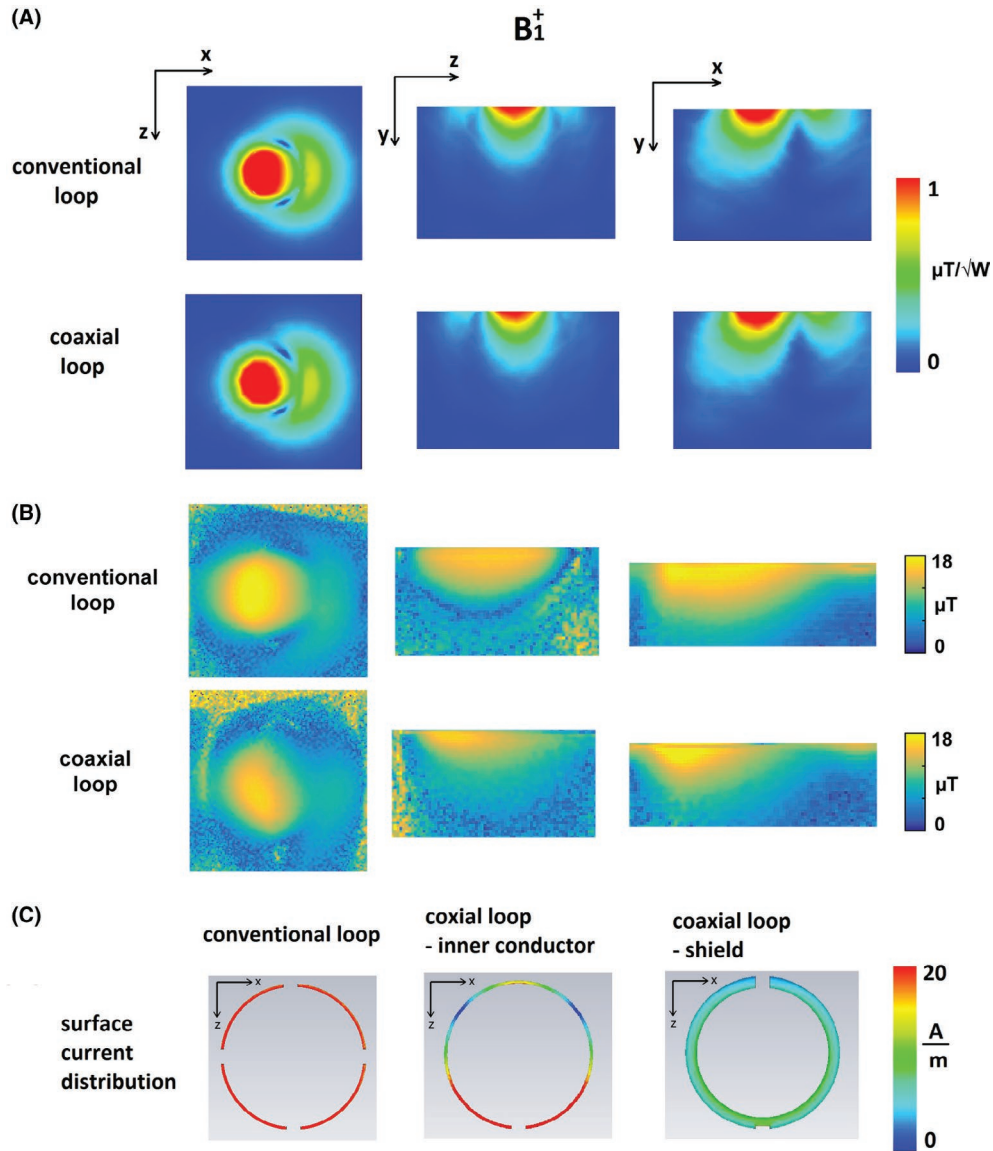 (A)
B₁⁺
x
z
x
z
y
x
y
conventional
loop
coaxial
loop
1
µT/√W
0
(B)
conventional
loop
18
µT
0
coaxial
loop
18
µT
0
(C)
conventional loop
coxial loop
- inner conductor
coaxial loop
- shield
surface
current
distribution
x
z
x
z
x
z
20
A
m
0